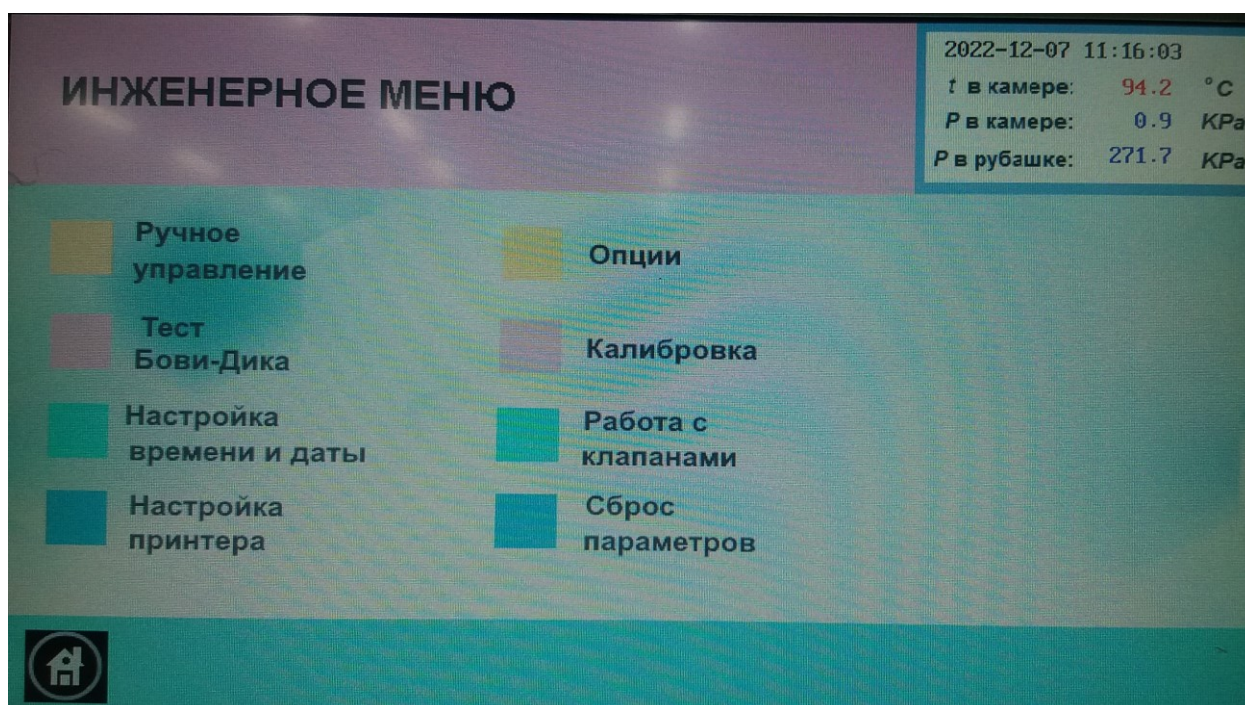 ИНЖЕНЕРНОЕ МЕНЮ
2022-12-07 11:16:03
t в камере: 94.2 °C
P в камере: 0.9 KPa
P в рубашке: 271.7 KPa
Ручное
управление
Опции
Тест
Бови-Дика
Калибровка
Настройка
времени и даты
Работа с
клапанами
Настройка
принтера
Сброс
параметров